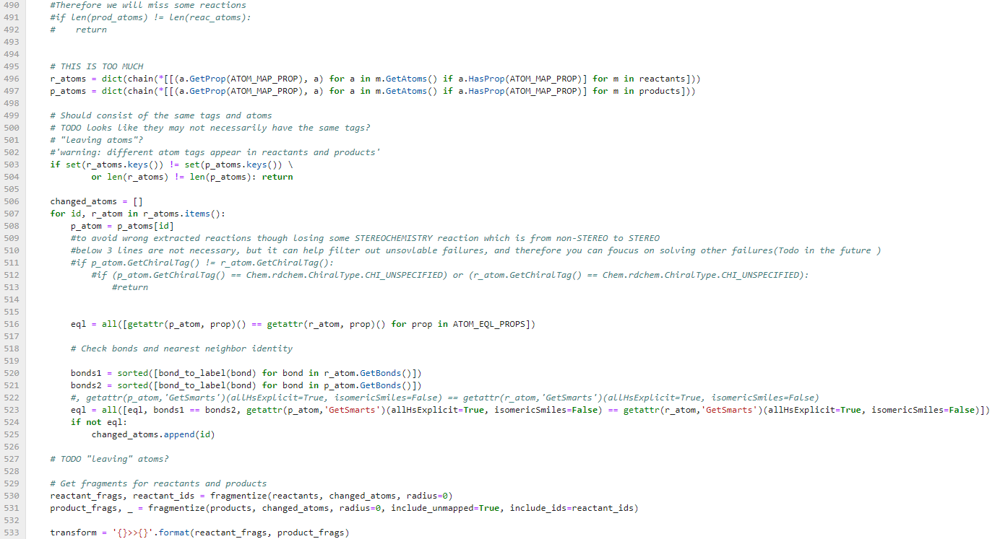 490 #Therefore we will miss some reactions
491 #if len(prod_atoms) != len(reac_atoms):
492 #    return
493
494
495 # THIS IS TOO MUCH
496 r_atoms = dict(chain(*[[(a.GetProp(ATOM_MAP_PROP), a) for a in m.GetAtoms() if a.HasProp(ATOM_MAP_PROP)] for m in reactants]))
497 p_atoms = dict(chain(*[[(a.GetProp(ATOM_MAP_PROP), a) for a in m.GetAtoms() if a.HasProp(ATOM_MAP_PROP)] for m in products]))
498
499 # Should consist of the same tags and atoms
500 # TODO looks like they may not necessarily have the same tags?
501 # "leaving atoms"?
502 #'warning: different atom tags appear in reactants and products'
503 if set(r_atoms.keys()) != set(p_atoms.keys()) \
504         or len(r_atoms) != len(p_atoms): return
505
506 changed_atoms = []
507 for id, r_atom in r_atoms.items():
508     p_atom = p_atoms[id]
509     #to avoid wrong extracted reactions though losing some STEREOCHEMISTRY reaction which is from non-STEREO to STEREO
510     #below 3 lines are not necessary, but it can help filter out unsovlable failures, and therefore you can foucus on solving other failures(Todo in the future )
511     #if p_atom.GetChiralTag() != r_atom.GetChiralTag():
512         #if (p_atom.GetChiralTag() == Chem.rdchem.ChiralType.CHI_UNSPECIFIED) or (r_atom.GetChiralTag() == Chem.rdchem.ChiralType.CHI_UNSPECIFIED):
513             #return
514
515
516     eql = all([getattr(p_atom, prop)() == getattr(r_atom, prop)() for prop in ATOM_EQL_PROPS])
517
518     # Check bonds and nearest neighbor identity
519
520     bonds1 = sorted([bond_to_label(bond) for bond in r_atom.GetBonds()])
521     bonds2 = sorted([bond_to_label(bond) for bond in p_atom.GetBonds()])
522     #, getattr(p_atom,'GetSmarts')(allHsExplicit=True, isomericSmiles=False) == getattr(r_atom,'GetSmarts')(allHsExplicit=True, isomericSmiles=False)
523     eql = all([eql, bonds1 == bonds2, getattr(p_atom,'GetSmarts')(allHsExplicit=True, isomericSmiles=False) == getattr(r_atom,'GetSmarts')(allHsExplicit=True, isomericSmiles=False)])
524     if not eql:
525         changed_atoms.append(id)
526
527 # TODO "leaving" atoms?
528
529 # Get fragments for reactants and products
530 reactant_frags, reactant_ids = fragmentize(reactants, changed_atoms, radius=0)
531 product_frags, _ = fragmentize(products, changed_atoms, radius=0, include_unmapped=True, include_ids=reactant_ids)
532
533 transform = '{}>>{}'.format(reactant_frags, product_frags)